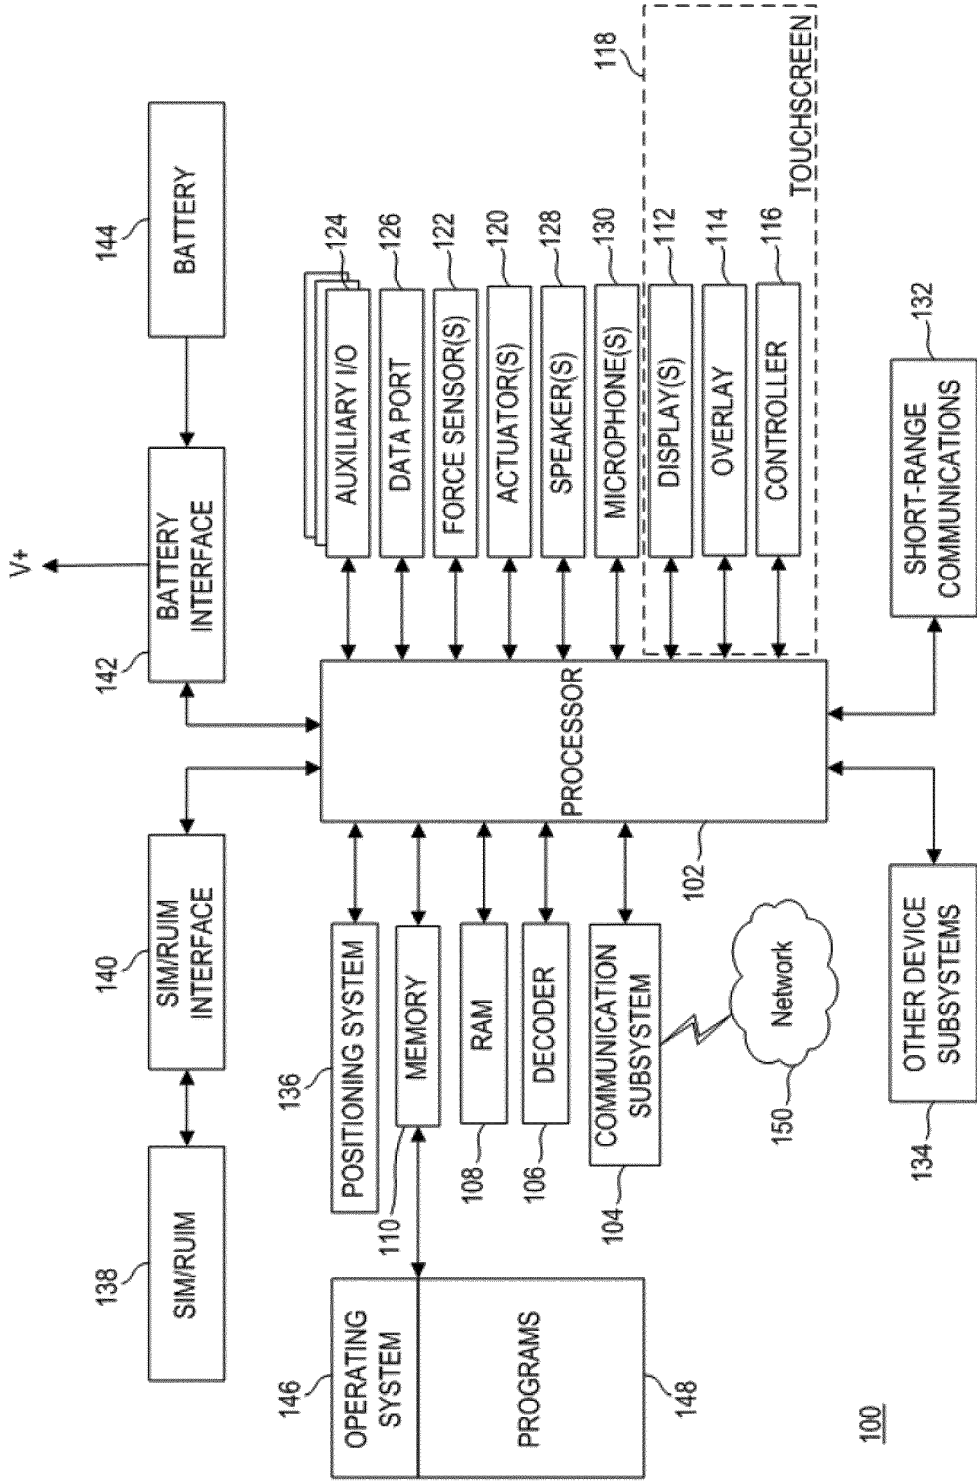 138
SIM/RUIM
140
SIM/RUIM
INTERFACE
142
BATTERY
INTERFACE
V+
144
BATTERY
146
OPERATING
SYSTEM
PROGRAMS
148
136
POSITIONING SYSTEM
110
MEMORY
108
RAM
106
DECODER
104
COMMUNICATION
SUBSYSTEM
150
Network
PROCESSOR
102
AUXILIARY I/O
124
DATA PORT
126
FORCE SENSOR(S)
122
ACTUATOR(S)
120
SPEAKER(S)
128
MICROPHONE(S)
130
118
DISPLAY(S)
112
OVERLAY
114
CONTROLLER
116
TOUCHSCREEN
134
OTHER DEVICE
SUBSYSTEMS
SHORT-RANGE
COMMUNICATIONS
132
100